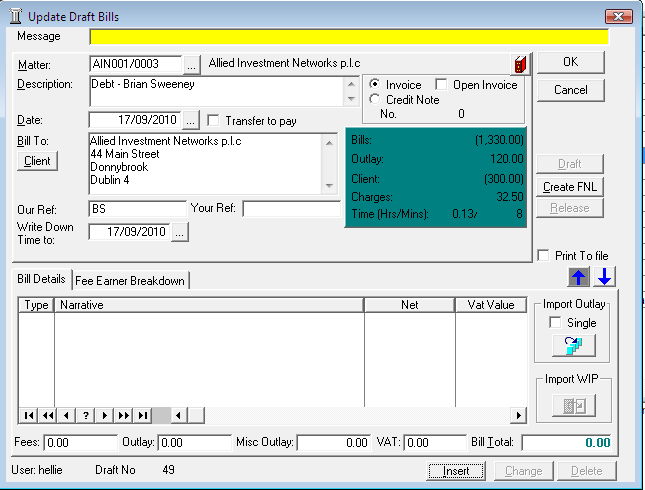 Update Draft Bills
Message
Matter: AIN001/0003 ... Allied Investment Networks p.l.c
Description: Debt - Brian Sweeney
Invoice Open Invoice
Credit Note
No. 0
Date: 17/09/2010 ... Transfer to pay
Bill To: Allied Investment Networks p.l.c
44 Main Street
Donnybrook
Dublin 4
Client
Bills: (1,330.00)
Outlay: 120.00
Client: (300.00)
Charges: 32.50
Time (Hrs/Mins): 0.13/ 8
Our Ref: BS Your Ref:
Write Down
Time to: 17/09/2010 ...
OK
Cancel
Draft
Create FNL
Release
Print To file
Bill Details Fee Earner Breakdown
Type Narrative Net Vat Value
Import Outlay
Single
Import WIP
?
Fees: 0.00 Outlay: 0.00 Misc Outlay: 0.00 VAT: 0.00 Bill Total: 0.00
User: hellie Draft No 49 Insert Change Delete